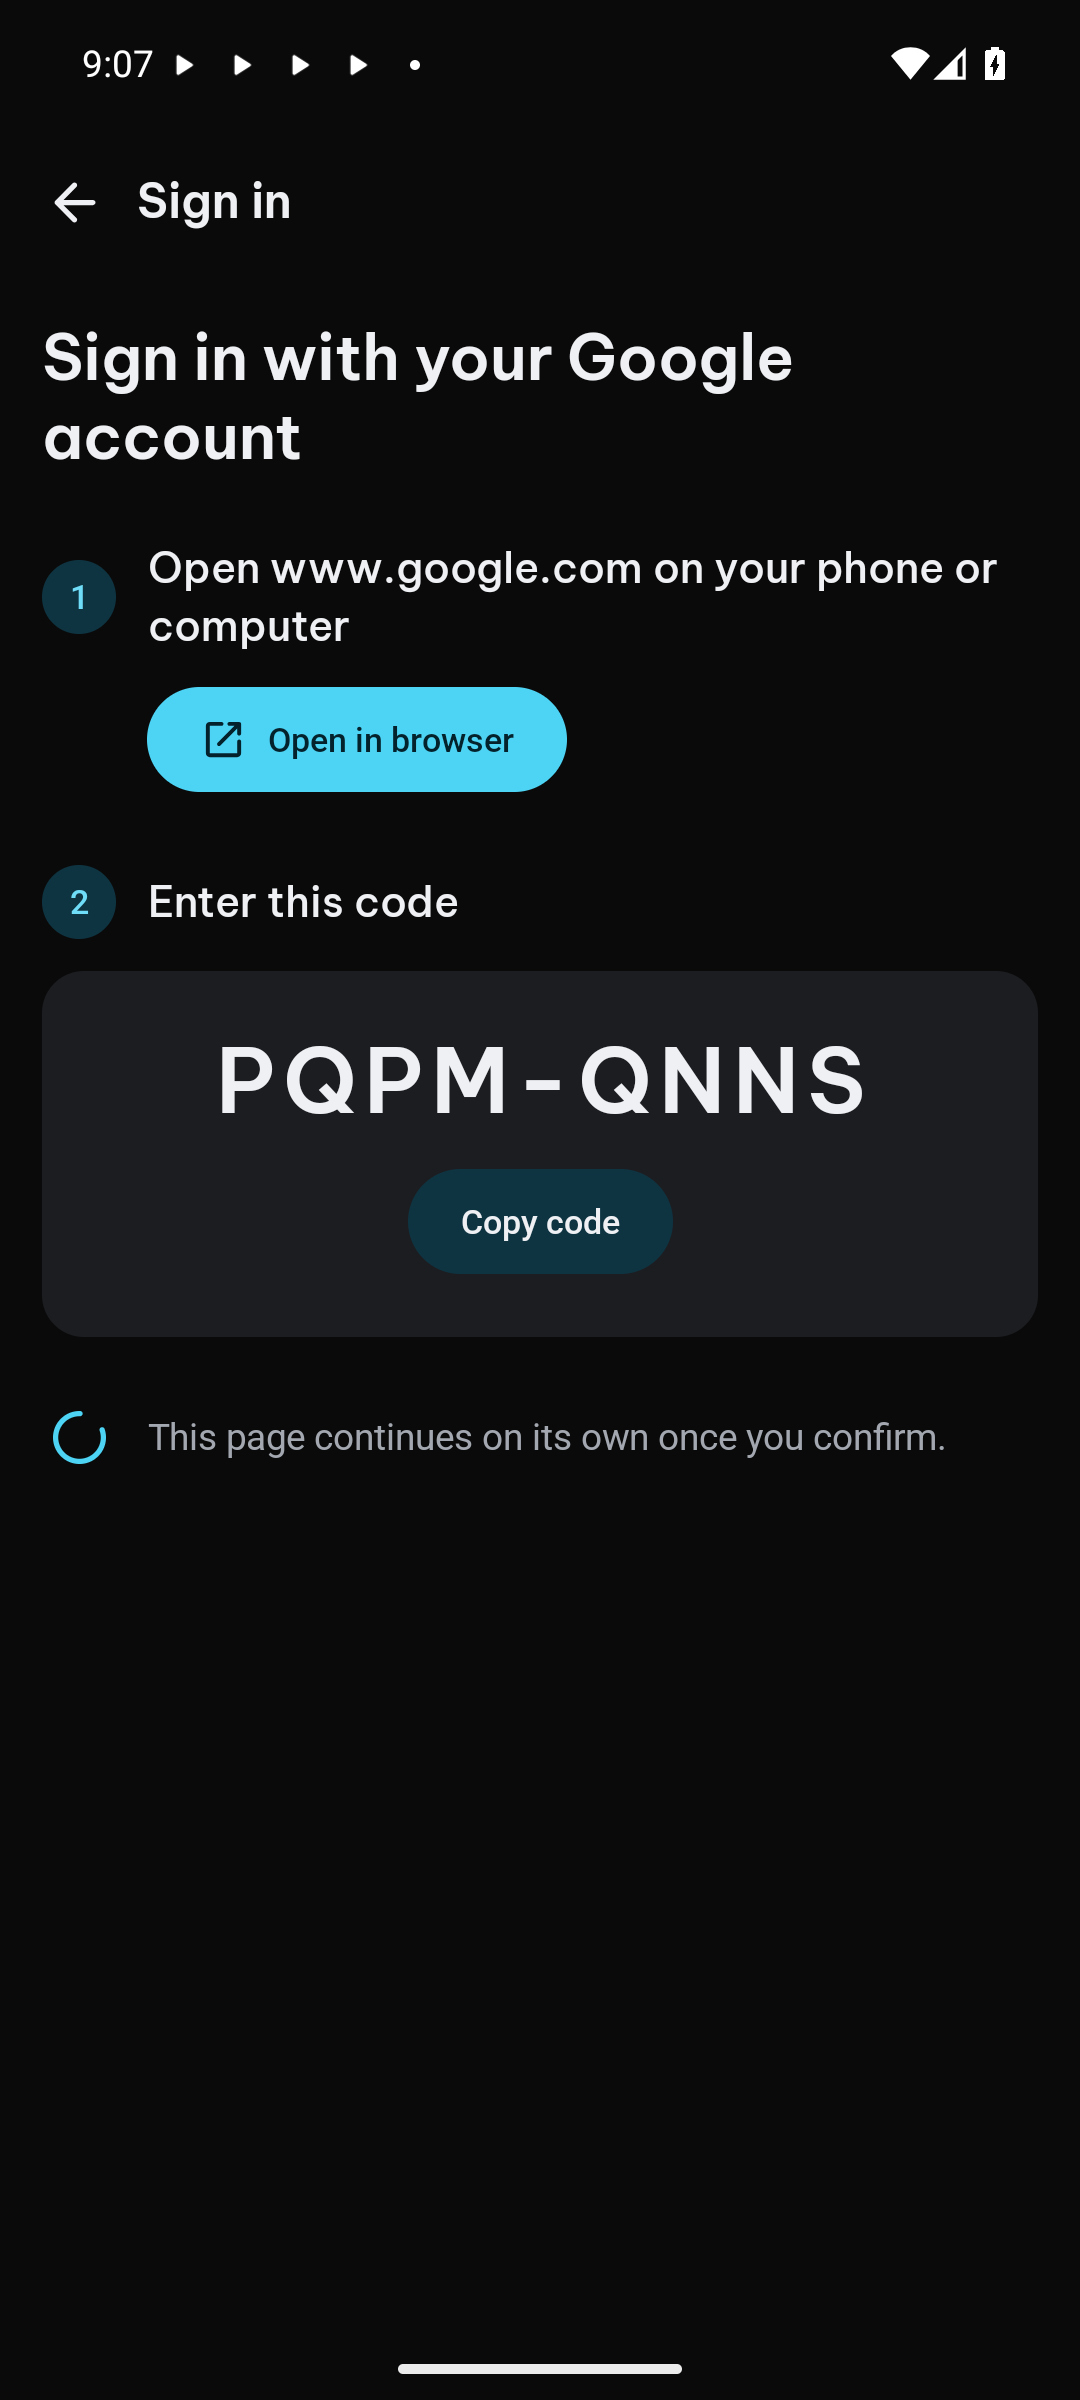 9:07
Sign in
Sign in with your Google
account
1
Open www.google.com on your phone or
computer
Open in browser
2
Enter this code
PQPM-QNNS
Copy code
This page continues on its own once you confirm.